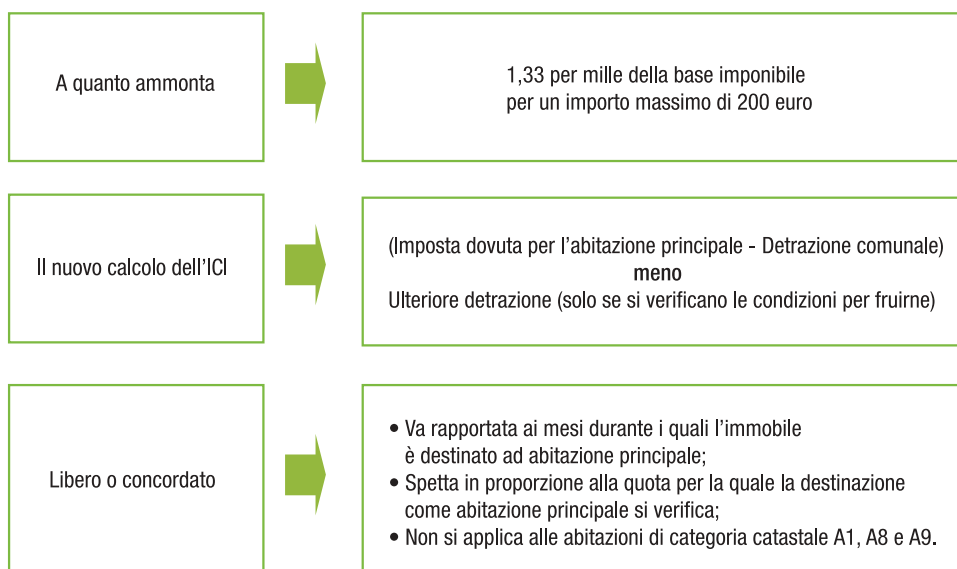 A quanto ammonta
1,33 per mille della base imponibile
per un importo massimo di 200 euro
Il nuovo calcolo dell'ICI
(Imposta dovuta per l'abitazione principale - Detrazione comunale)
meno
Ulteriore detrazione (solo se si verificano le condizioni per fruirne)
Libero o concordato
• Va rapportata ai mesi durante i quali l'immobile
è destinato ad abitazione principale;
• Spetta in proporzione alla quota per la quale la destinazione
come abitazione principale si verifica;
• Non si applica alle abitazioni di categoria catastale A1, A8 e A9.